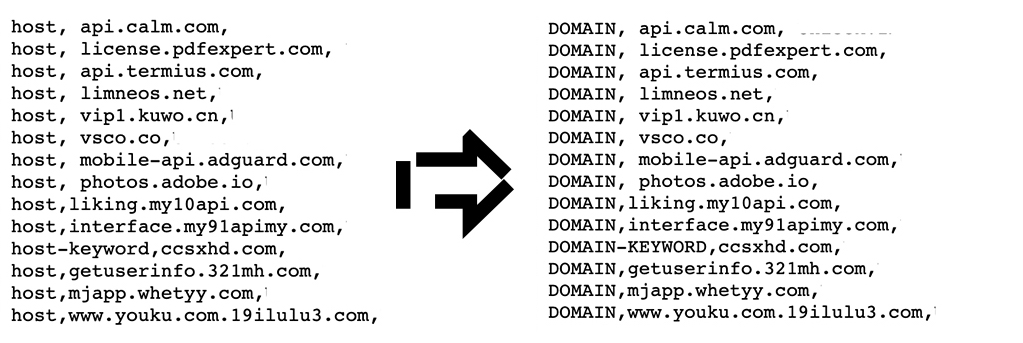 host, api.calm.com,
host, license.pdfexpert.com,
host, api.termius.com,
host, limneos.net,
host, vip1.kuwo.cn,
host, vsco.co,
host, mobile-api.adguard.com,
host, photos.adobe.io,
host,liking.my10api.com,
host,interface.my91apimy.com,
host-keyword,ccsxhd.com,
host,getuserinfo.321mh.com,
host,mjapp.whetyy.com,
host,www.youku.com.19ilulu3.com,
DOMAIN, api.calm.com,
DOMAIN, license.pdfexpert.com,
DOMAIN, api.termius.com,
DOMAIN, limneos.net,
DOMAIN, vip1.kuwo.cn,
DOMAIN, vsco.co,
DOMAIN, mobile-api.adguard.com,
DOMAIN, photos.adobe.io,
DOMAIN,liking.my10api.com,
DOMAIN,interface.my91apimy.com,
DOMAIN-KEYWORD,ccsxhd.com,
DOMAIN,getuserinfo.321mh.com,
DOMAIN,mjapp.whetyy.com,
DOMAIN,www.youku.com.19ilulu3.com,